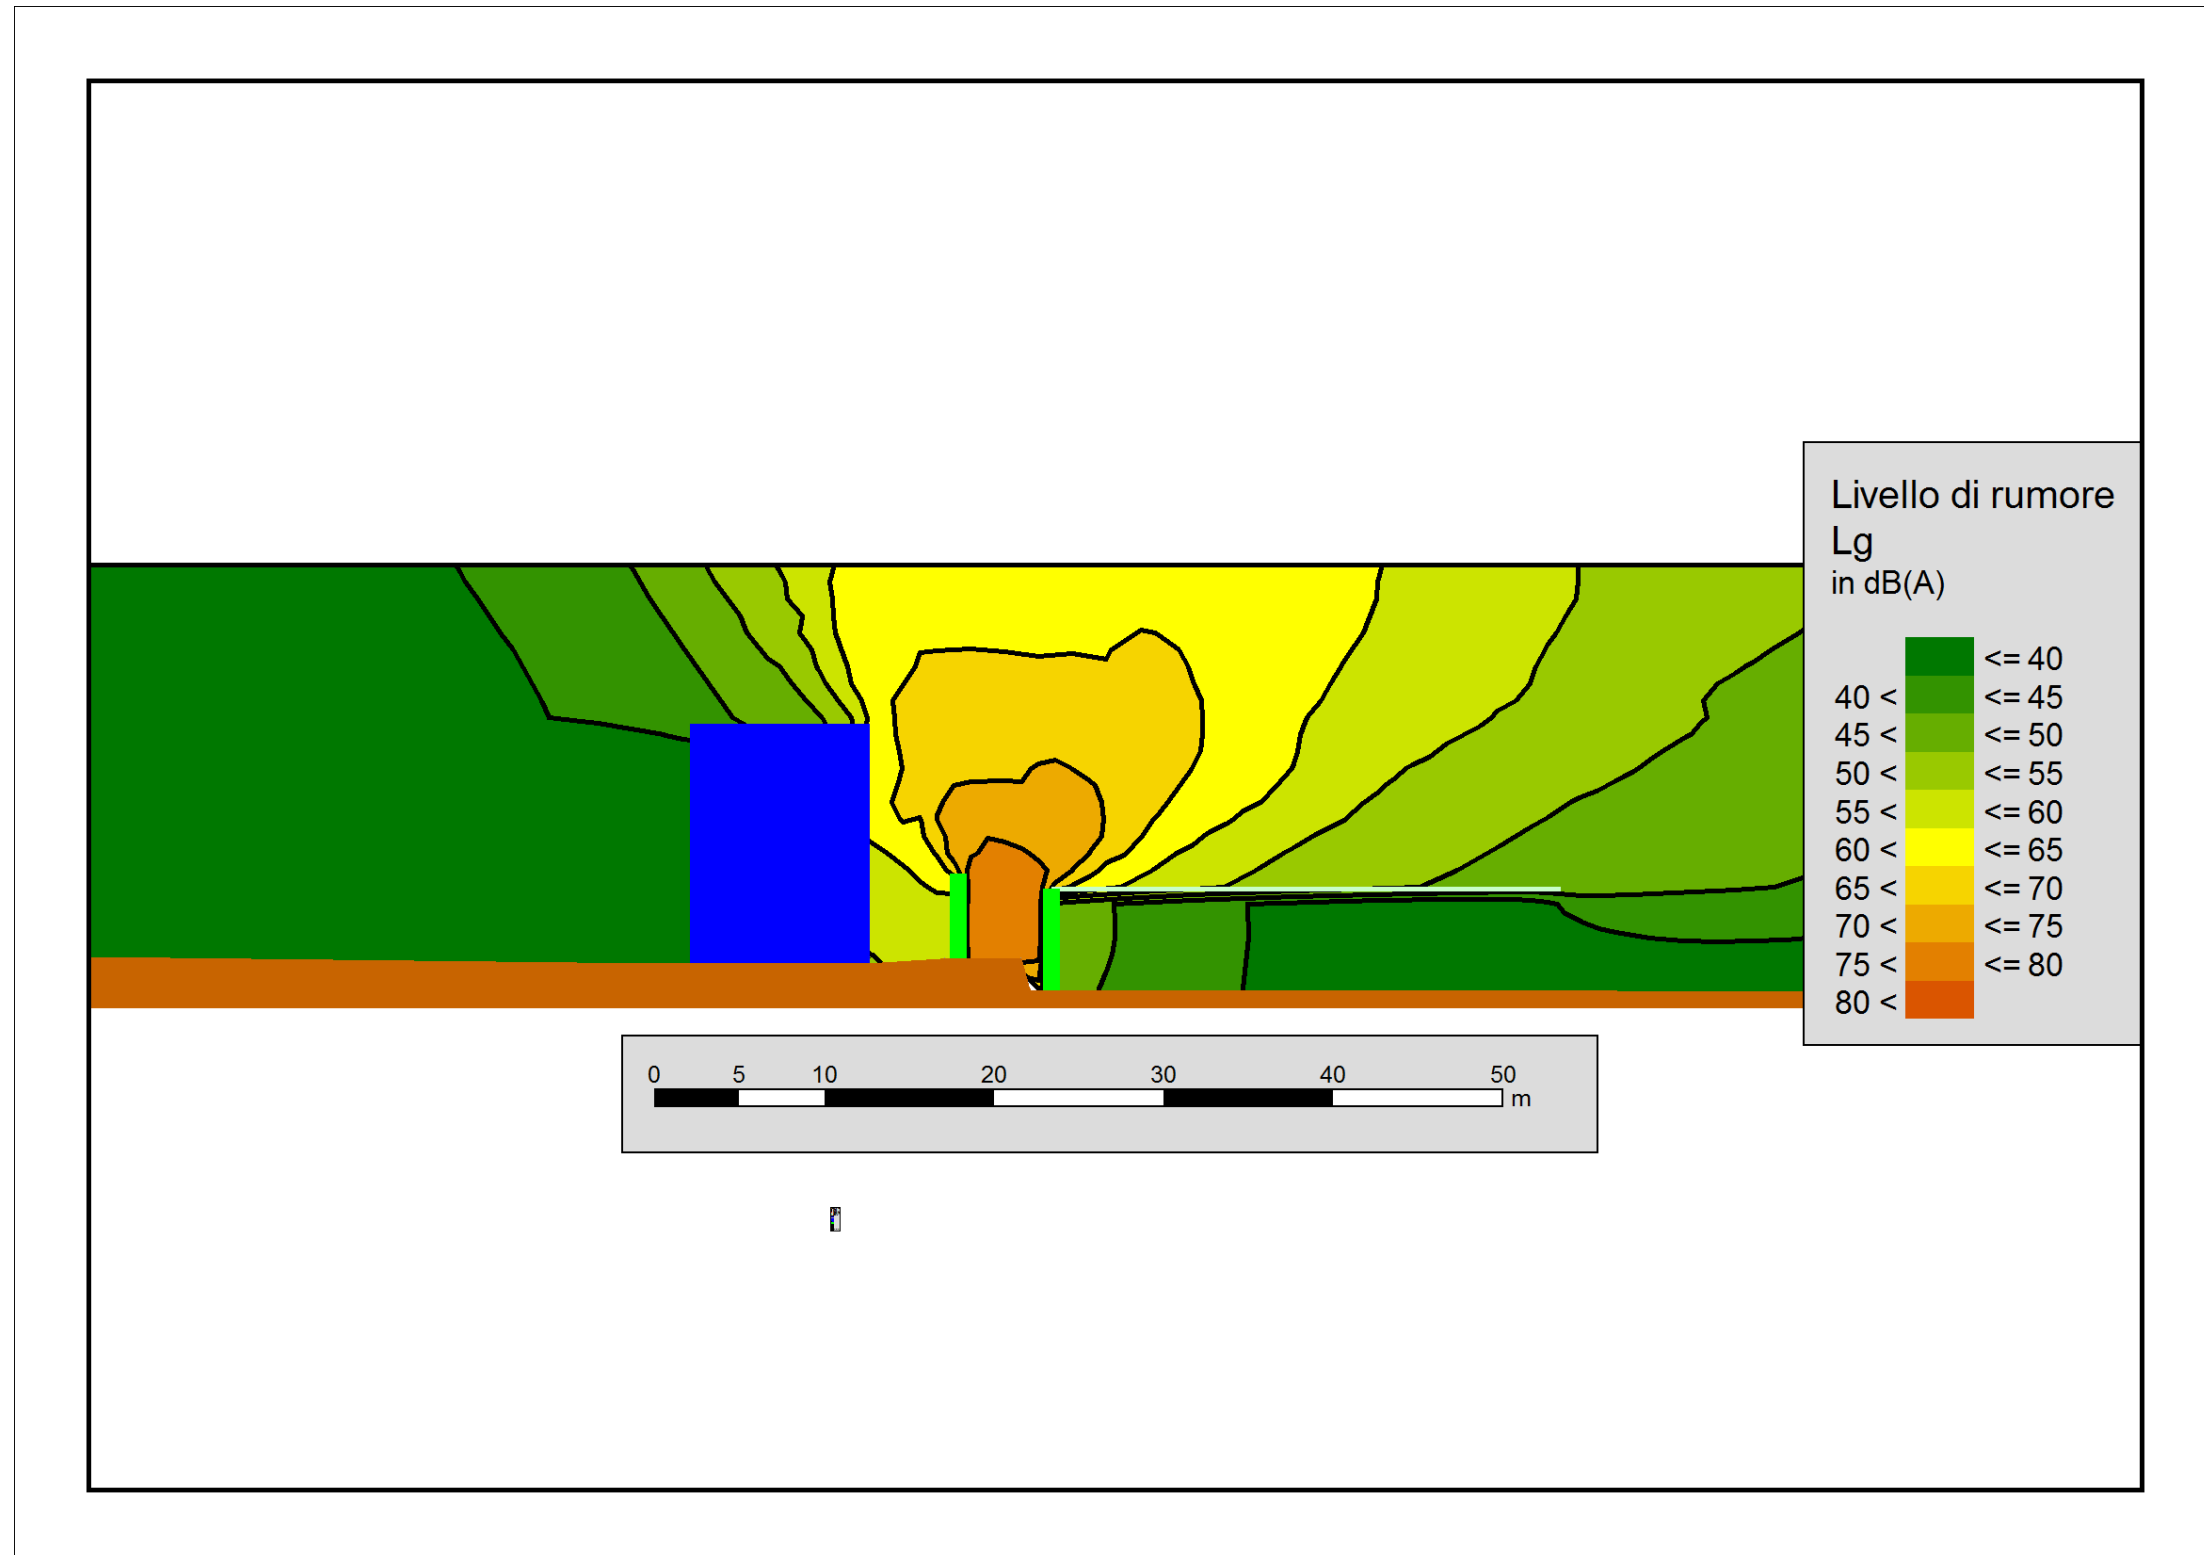 Livello di rumore
Lg
in dB(A)
<= 40
40 < <= 45
45 < <= 50
50 < <= 55
55 < <= 60
60 < <= 65
65 < <= 70
70 < <= 75
75 < <= 80
80 <
0 5 10 20 30 40 50
m